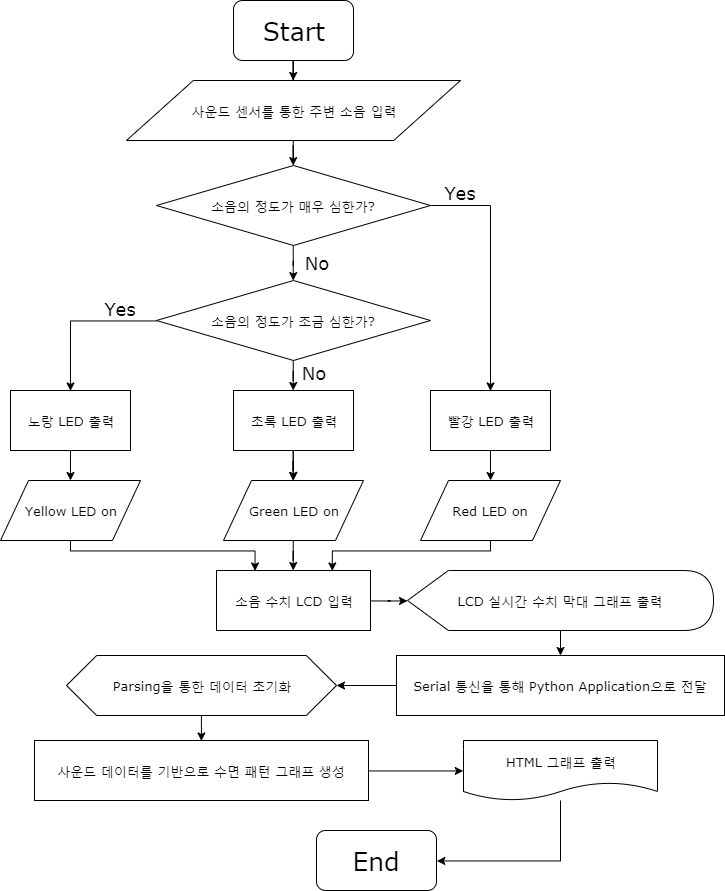 Start
사운드 센서를 통한 주변 소음 입력
소음의 정도가 매우 심한가?
Yes
No
소음의 정도가 조금 심한가?
Yes
No
노랑 LED 출력
초록 LED 출력
빨강 LED 출력
Yellow LED on
Green LED on
Red LED on
소음 수치 LCD 입력
LCD 실시간 수치 막대 그래프 출력
Serial 통신을 통해 Python Application으로 전달
Parsing을 통한 데이터 초기화
사운드 데이터를 기반으로 수면 패턴 그래프 생성
HTML 그래프 출력
End